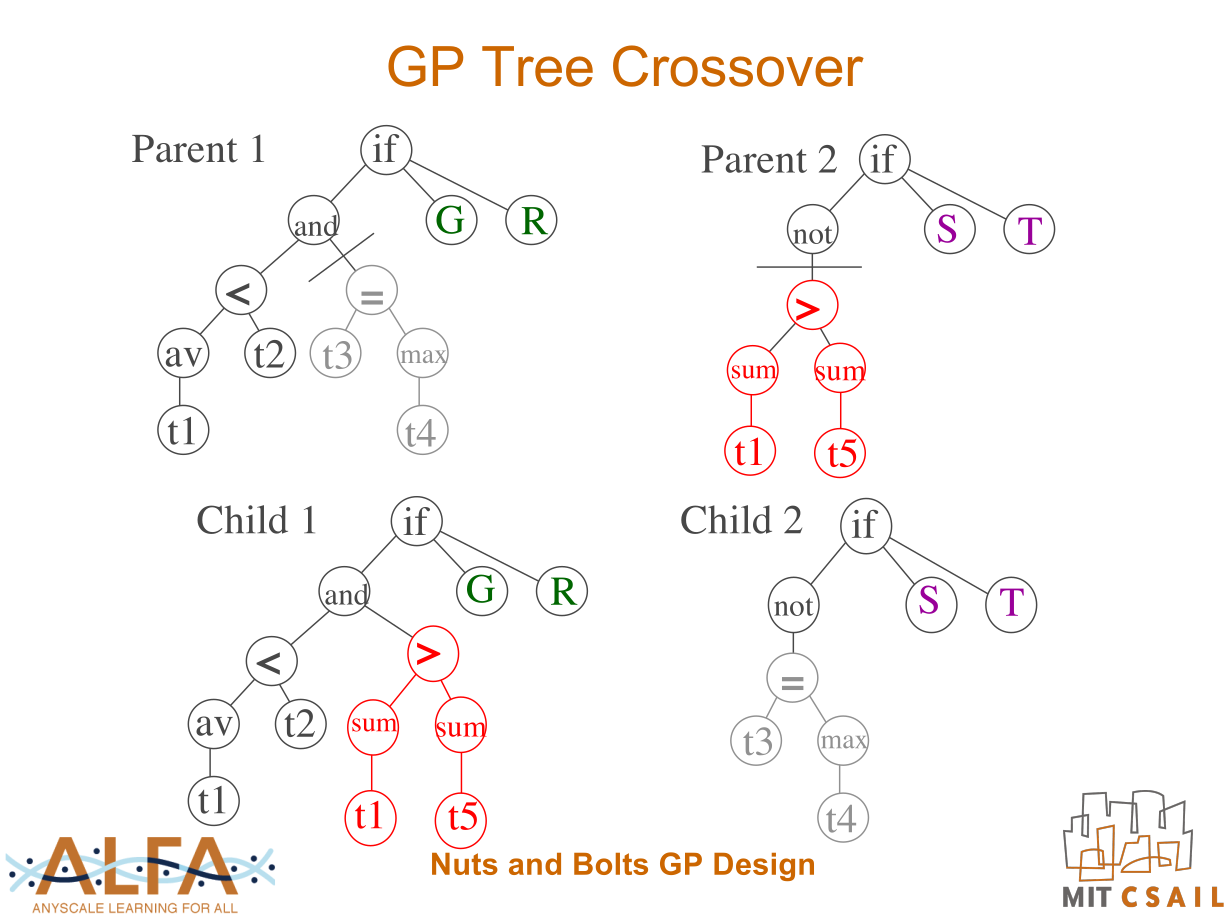 GP Tree Crossover
Parent 1
if
and
G
R
<
=
av
t2
t3
max
t1
t4
Parent 2
if
not
S
T
>
sum
sum
t1
t5
Child 1
if
and
G
R
<
>
av
t2
sum
sum
t1
t1
t5
Child 2
if
not
S
T
=
t3
max
t4
ALFA
ANYSCALE LEARNING FOR ALL
Nuts and Bolts GP Design
MIT CSAIL